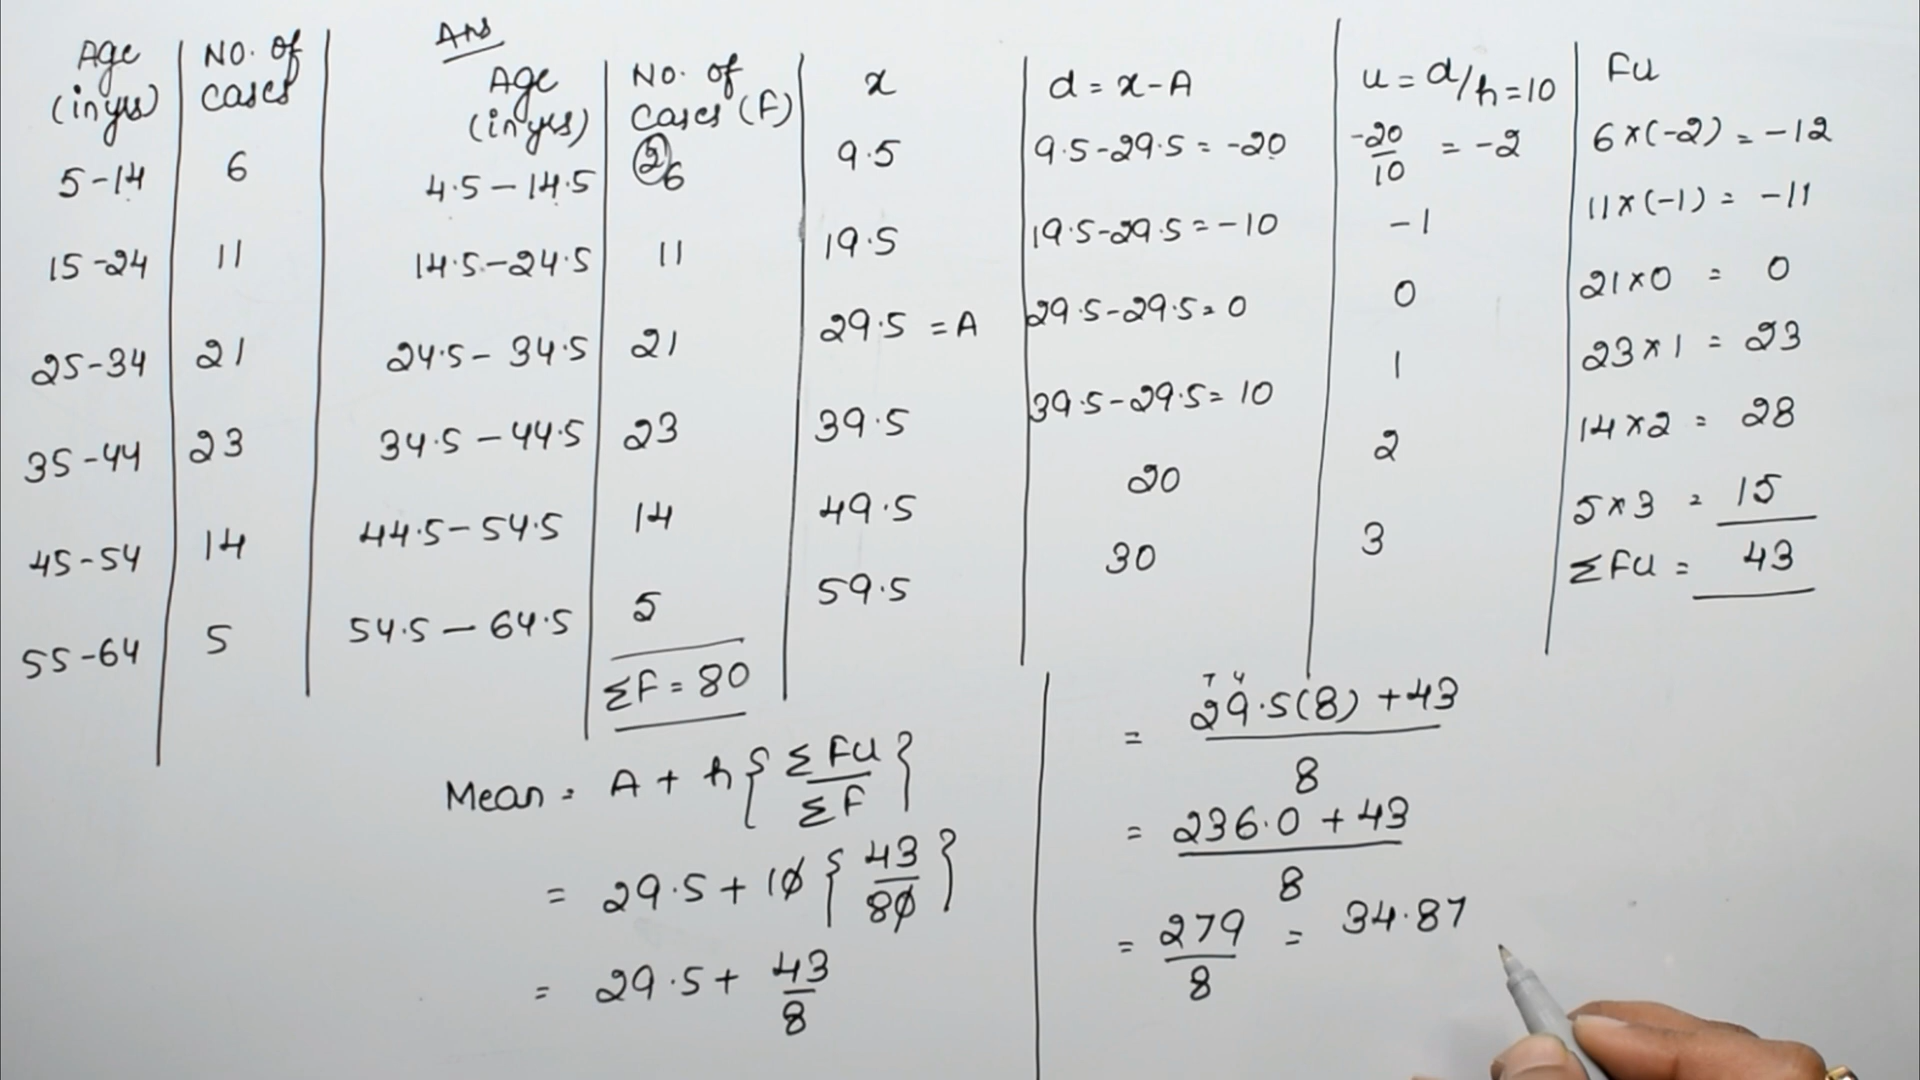 Age (in yrs) | No. of cases
5-14 | 6
15-24 | 11
25-34 | 21
35-44 | 23
45-54 | 14
55-64 | 5
Ans
Age (in yrs) | No. of Cases (F) | x | d = x-A | u = d/h=10 | Fu
4.5-14.5 | ② 6 | 9.5 | 9.5-29.5 = -20 | -20/10 = -2 | 6×(-2) = -12
14.5-24.5 | 11 | 19.5 | 19.5-29.5 = -10 | -1 | 11×(-1) = -11
24.5-34.5 | 21 | 29.5 = A | 29.5-29.5 = 0 | 0 | 21×0 = 0
34.5-44.5 | 23 | 39.5 | 39.5-29.5 = 10 | 1 | 23×1 = 23
44.5-54.5 | 14 | 49.5 | 20 | 2 | 14×2 = 28
54.5-64.5 | 5 | 59.5 | 30 | 3 | 5×3 = 15
ΣF = 80
ΣFu = 43
Mean = A + h{ΣFu/ΣF}
= 29.5 + 10{43/80}
= 29.5 + 43/8
7 4
= 29.5(8) + 43 / 8
= 236.0 + 43 / 8
= 279/8 = 34.87